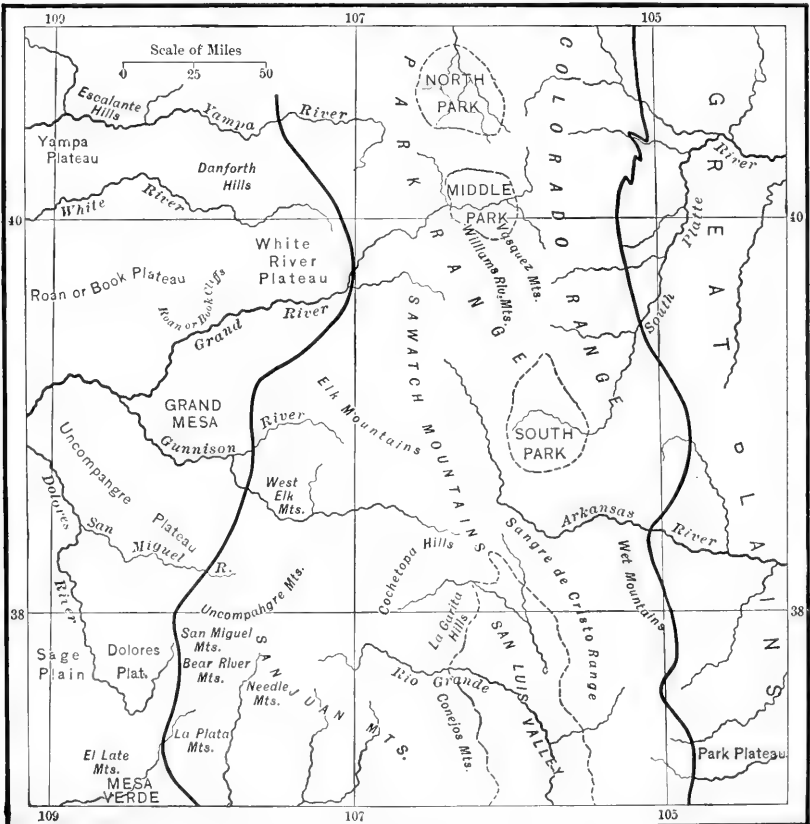 109
107
105
Scale of Miles
0 25 50
Escalante
Hills
Yampa
River
Yampa
Plateau
Danforth
Hills
White
River
40
40
NORTH
PARK
PARK RANGE
COLORADO RANGE
GREAT PLAINS
River
MIDDLE
PARK
Vasquez Mts.
Williams Riv. Mts.
South
Platte
White
River
Plateau
Roan or Book Plateau
Roan or Book Cliffs
Grand
River
SAWATCH MOUNTAINS
GRAND
MESA
Elk Mountains
Gunnison
River
SOUTH
PARK
Uncompangre
Plateau
West
Elk
Mts.
Dolores
River
San
Miguel
R.
Arkansas
River
Cochetopa
Hills
Sangre de Cristo Range
Wet Mountains
38
38
Uncompahgre Mts.
San Miguel
Mts.
Bear River
Mts.
Needle
Mts.
SAN JUAN MTS.
La Garita
Hills
SAN LUIS
VALLEY
Rio Grande
Conejos Mts.
Sage
Plain
Dolores
Plat.
La Plata
Mts.
El Late
Mts.
MESA
VERDE
Park Plateau
109
107
105